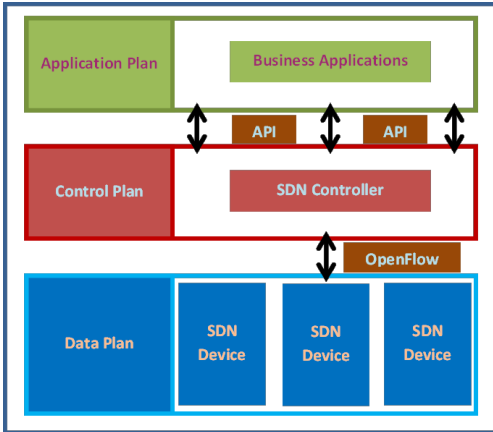 Application Plan
Business Applications
API
API
Control Plan
SDN Controller
OpenFlow
Data Plan
SDN
Device
SDN
Device
SDN
Device